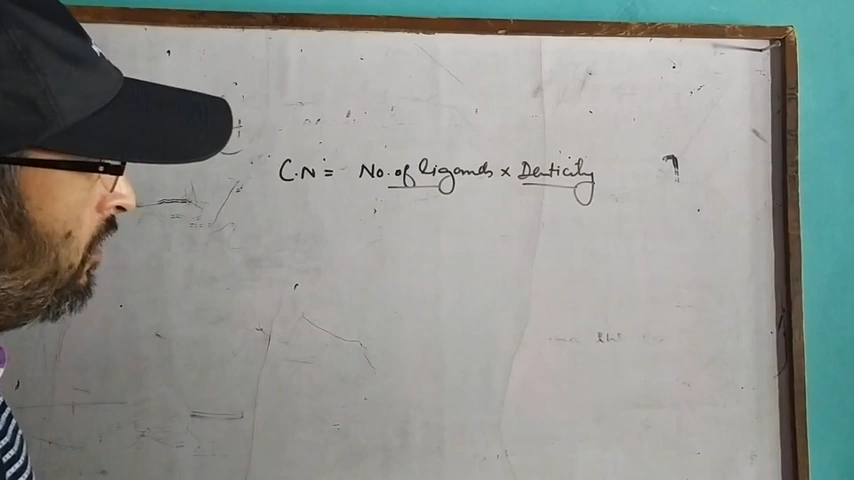 C.N = No. of ligands x Denticity